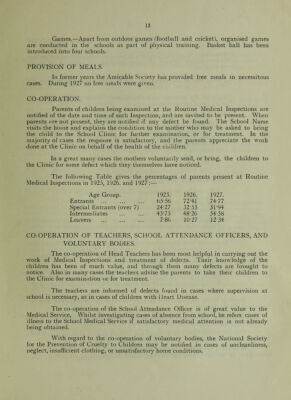 13
Games.—Apart from outdoor games (football and cricket), organised games
are conducted in the schools as part of physical training. Basket ball has been
introduced into four schools.
PROVISION OF MEALS.
In former years the Amicable Society has provided free meals in necessitous
cases. During 1927 no free meals were given.
CO-OPERATION.
Parents of children being examined at the Routine Medical Inspections are
notified of the date and time of each Inspection, and are invited to be present. When
parents are not present, they are notified if any defect be found. The School Nurse
visits the home and explains the condition to the mother who may be asked to bring
the child to the School Clinic for further examination, or for treatment. In the
majority of cases the response is satisfactory, and the parents appreciate the work
done at the Clinic on behalf of the health of the children.
In a great many cases the mothers voluntarily send, or bring, the children to
the Clinic for some defect which they themselves have noticed.
The following Table gives the percentages of parents present at Routine
Medical Inspections in 1925, 1926, and 1927:—
Age Group. 1925. 1926. 1927.
Entrants ... ... ... 65·56 72·41 74·77
Special Entrants (over 7) 24·27 32·53 31·94
Intermediates ... ... 43·73 48·26 54·58
Leavers ... ... ... 7·86 10·27 12·34
CO-OPERATION OF TEACHERS, SCHOOL ATTENDANCE OFFICERS, AND
VOLUNTARY BODIES.
The co-operation of Head Teachers has been most helpful in carrying out the
work of Medical Inspections and treatment of defects. Their knowledge of the
children has been of much value, and through them many defects are brought to
notice. Also in many cases the teachers advise the parents to take their children to
the Clinic for examination or for treatment.
The teachers are informed of defects found in cases where supervision at
school is necessary, as in cases of children with Heart Disease.
The co-operation of the School Attendance Officer is of great value to the
Medical Service. Whilst investigating cases of absence from school, he refers cases of
illness to the School Medical Service if satisfactory medical attention is not already
being obtained.
With regard to the co-operation of voluntary bodies, the National Society
for the Prevention of Cruelty to Children may be notified in cases of uncleanliness,
neglect, insufficient clothing, or unsatisfactory home conditions.